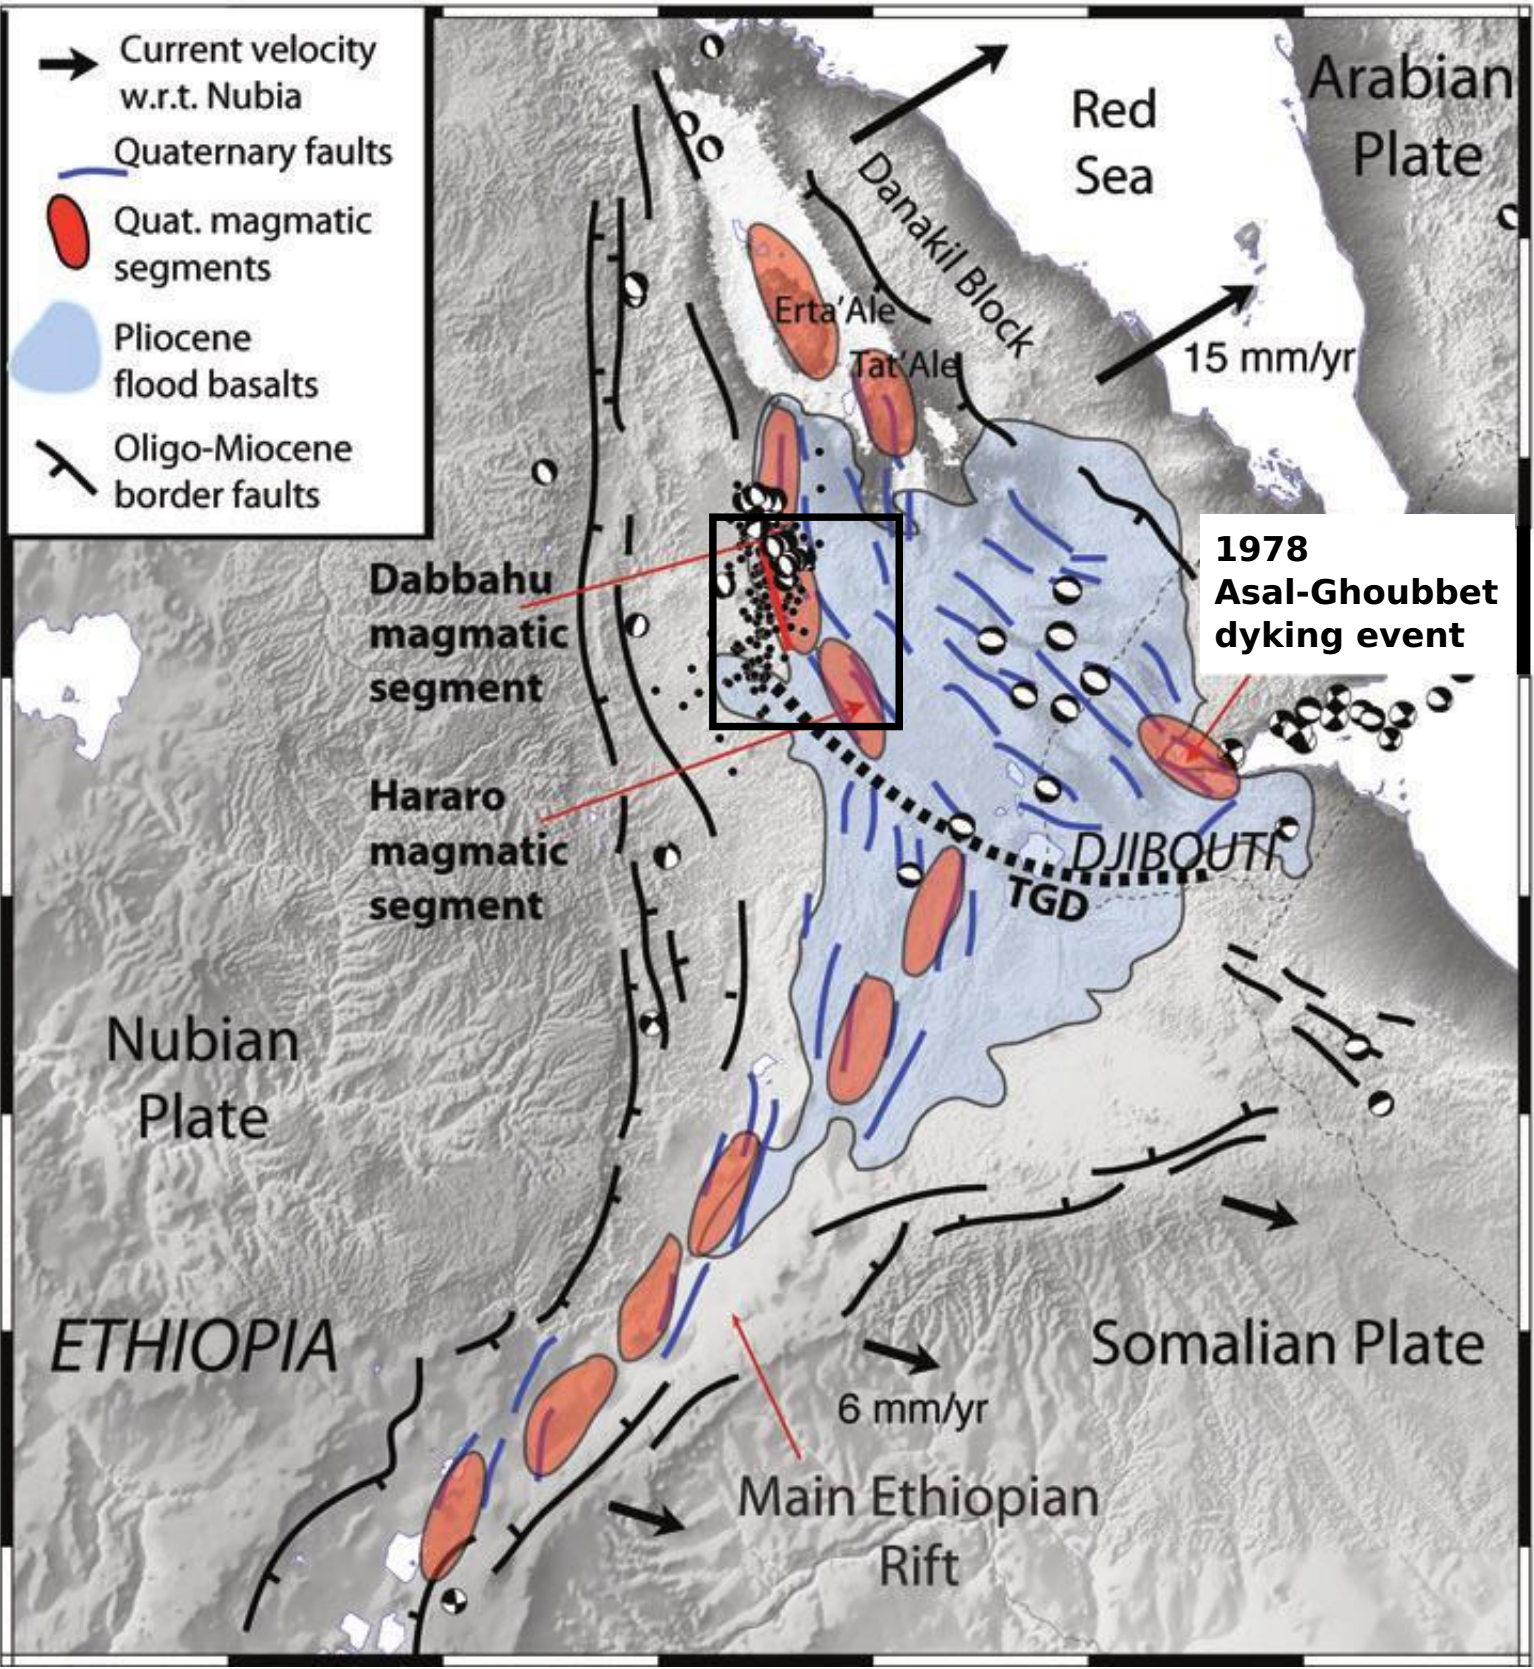 Current velocity
w.r.t. Nubia
Quaternary faults
Quat. magmatic
segments
Pliocene
flood basalts
Oligo-Miocene
border faults
Arabian
Plate
Red
Sea
Danakil Block
Erta'Ale
Tat'Ale
15 mm/yr
1978
Asal-Ghoubbet
dyking event
Dabbahu
magmatic
segment
Hararo
magmatic
segment
DJIBOUTI
TGD
Nubian
Plate
ETHIOPIA
Somalian Plate
6 mm/yr
Main Ethiopian
Rift